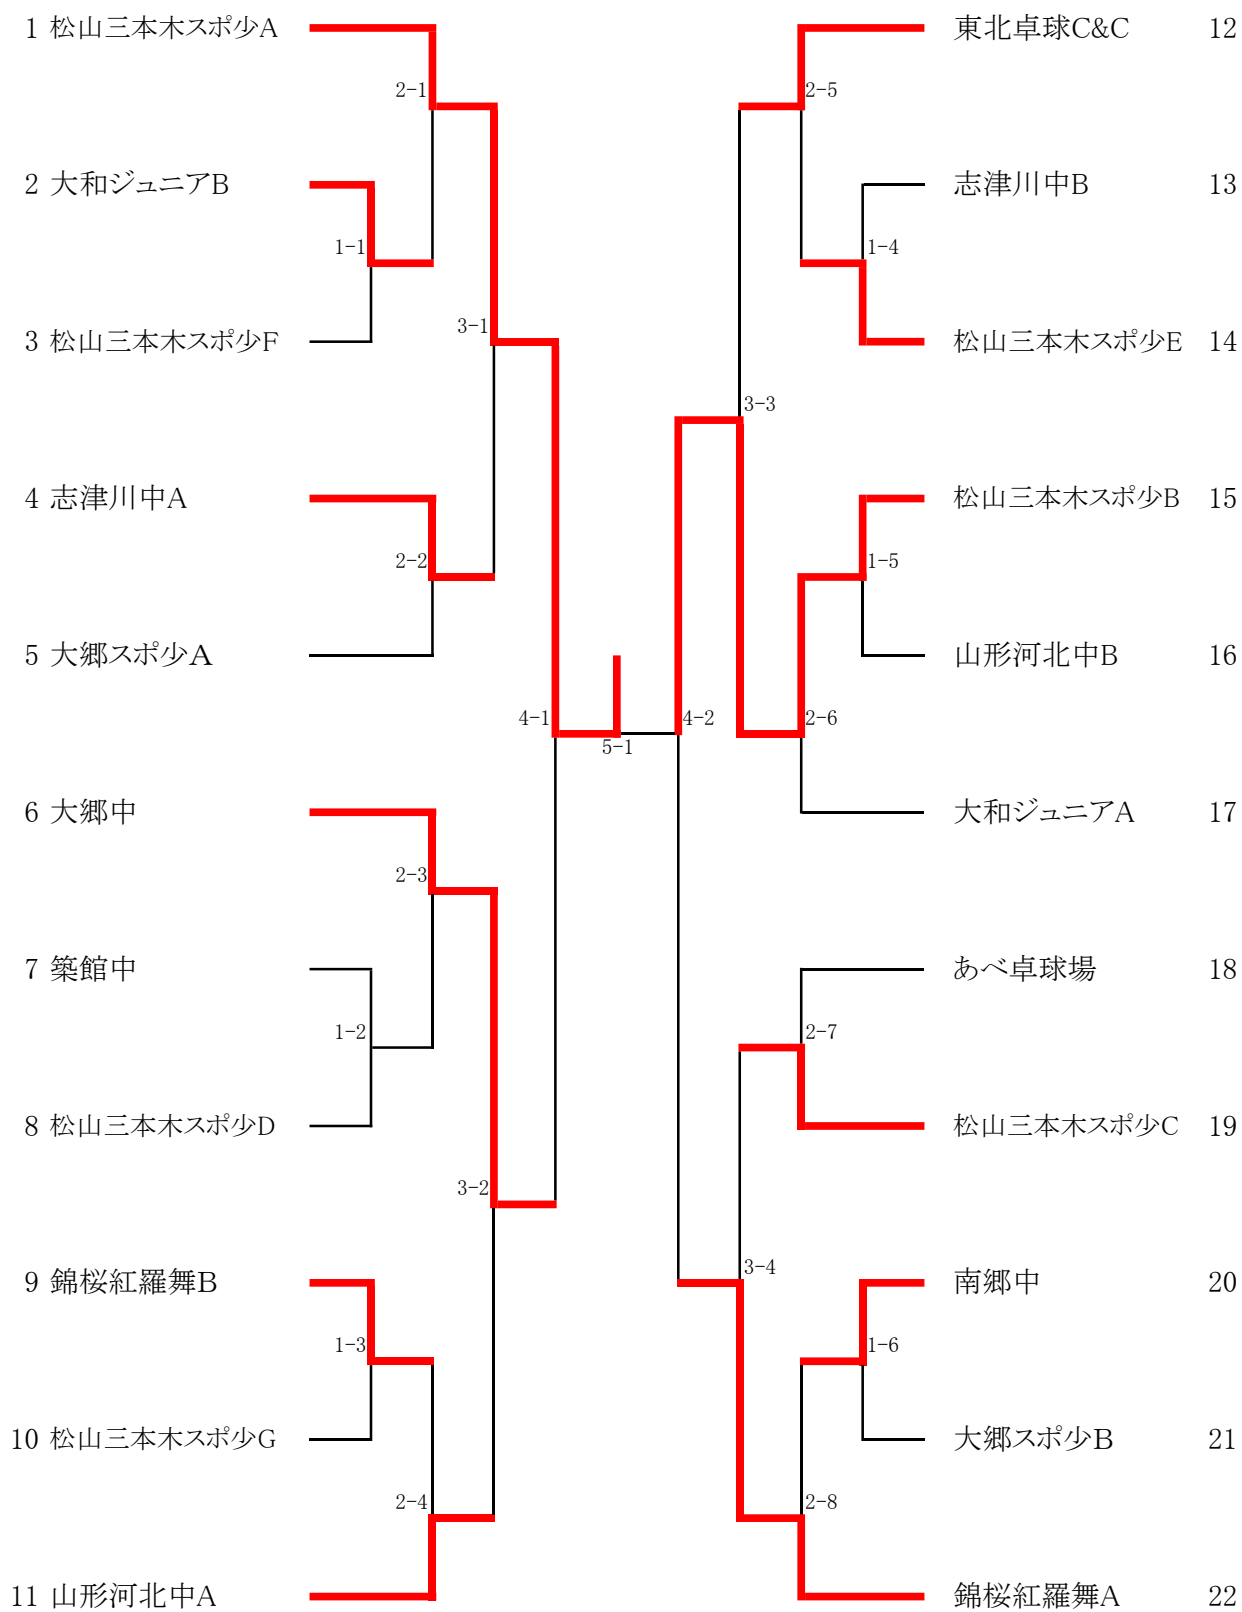 1 松山三本木スポ少A
2-1
2 大和ジュニアB
1-1
3 松山三本木スポ少F
3-1
4 志津川中A
2-2
5 大郷スポ少A
4-1
6 大郷中
2-3
7 築館中
1-2
8 松山三本木スポ少D
3-2
9 錦桜紅羅舞B
1-3
10 松山三本木スポ少G
2-4
11 山形河北中A
5-1
東北卓球C&C 12
2-5
志津川中B 13
1-4
松山三本木スポ少E 14
3-3
松山三本木スポ少B 15
1-5
山形河北中B 16
4-2
2-6
大和ジュニアA 17
あべ卓球場 18
2-7
松山三本木スポ少C 19
3-4
南郷中 20
1-6
大郷スポ少B 21
2-8
錦桜紅羅舞A 22